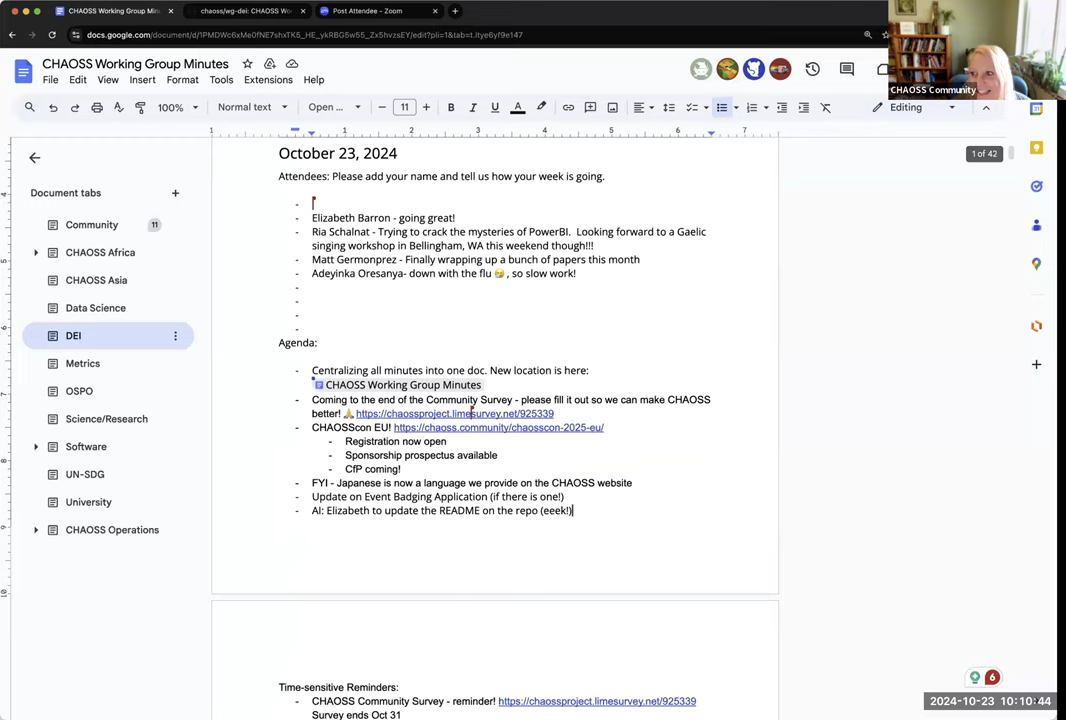 CHAOSS Working Group Min
chaoss/wg-dei: CHAOSS Wo
Post Attendee - Zoom
docs.google.com/document/d/1PMDWc6xMe0fNE7shxTK5_HE_ykRBG5w55_Zx5hvzsEY/edit?pli=1&tab=t.ltye6yf9e147
CHAOSS Working Group Minutes
File Edit View Insert Format Tools Extensions Help
CHAOSS Community
100% Normal text Open ... 11 B I U A Editing
1 1 2 3 4 5 6 7
Document tabs
Community 11
CHAOSS Africa
CHAOSS Asia
Data Science
DEI
Metrics
OSPO
Science/Research
Software
UN-SDG
University
CHAOSS Operations
1 of 42
October 23, 2024
Attendees: Please add your name and tell us how your week is going.
-
- Elizabeth Barron - going great!
- Ria Schalnat - Trying to crack the mysteries of PowerBI. Looking forward to a Gaelic
singing workshop in Bellingham, WA this weekend though!!!
- Matt Germonprez - Finally wrapping up a bunch of papers this month
- Adeyinka Oresanya- down with the flu 🤧, so slow work!
-
-
-
-
Agenda:
- Centralizing all minutes into one doc. New location is here:
CHAOSS Working Group Minutes
- Coming to the end of the Community Survey - please fill it out so we can make CHAOSS
better! 🙏 https://chaossproject.limesurvey.net/925339
- CHAOSScon EU! https://chaoss.community/chaosscon-2025-eu/
- Registration now open
- Sponsorship prospectus available
- CfP coming!
- FYI - Japanese is now a language we provide on the CHAOSS website
- Update on Event Badging Application (if there is one!)
- AI: Elizabeth to update the README on the repo (eeek!)
Time-sensitive Reminders:
- CHAOSS Community Survey - reminder! https://chaossproject.limesurvey.net/925339
Survey ends Oct 31
6
2024-10-23 10:10:44